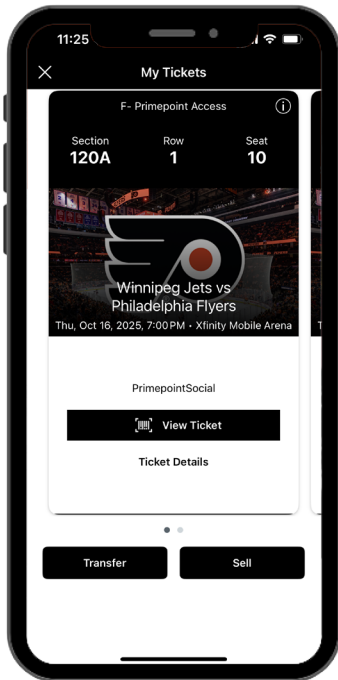 11:25
My Tickets
F- Primepoint Access
Section Row Seat
120A 1 10
Winnipeg Jets vs
Philadelphia Flyers
Thu, Oct 16, 2025, 7:00 PM • Xfinity Mobile Arena
PrimepointSocial
View Ticket
Ticket Details
Transfer Sell